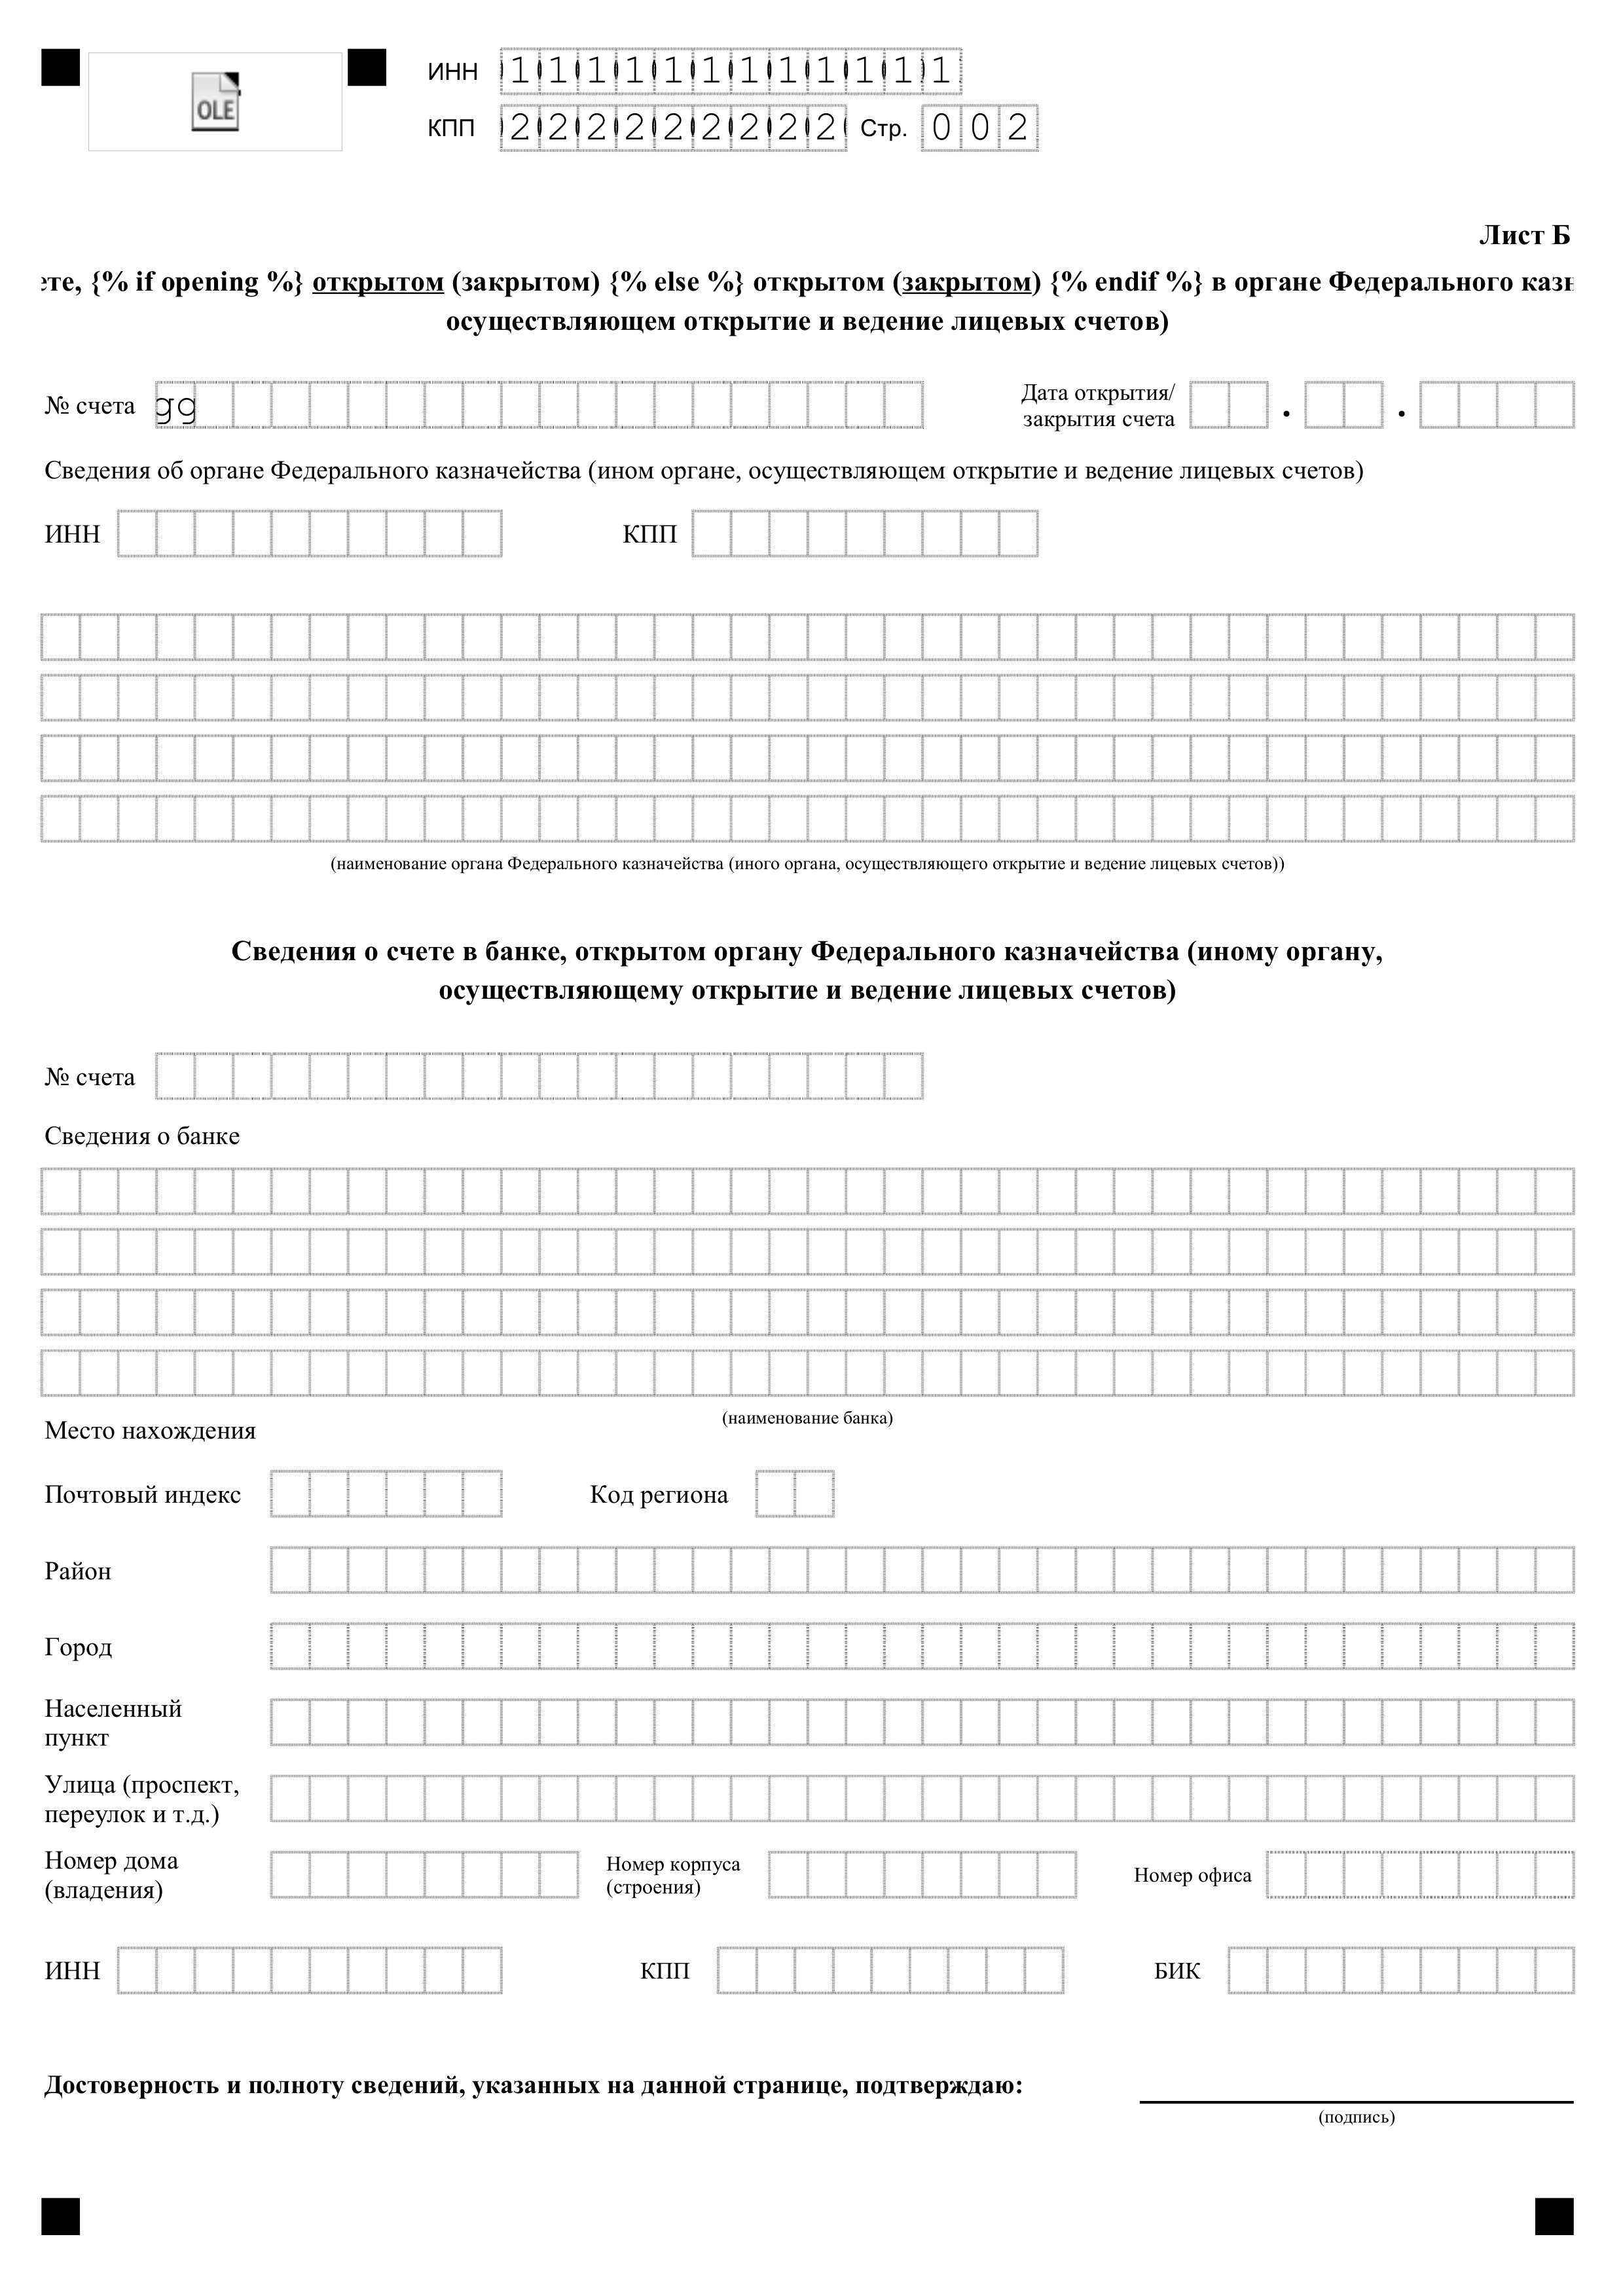 OLE
ИНН 111111111111
КПП 222222222 Стр. 002
Лист Б
{% if opening %} открытом (закрытом) {% else %} открытом (закрытом) {% endif %} в органе Федерального
осуществляющем открытие и ведение лицевых счетов)
№ счета gg Дата открытия/
закрытия счета . .
Сведения об органе Федерального казначейства (ином органе, осуществляющем открытие и ведение лицевых счетов)
ИНН КПП
(наименование органа Федерального казначейства (иного органа, осуществляющего открытие и ведение лицевых счетов))
Сведения о счете в банке, открытом органу Федерального казначейства (иному органу,
осуществляющему открытие и ведение лицевых счетов)
№ счета
Сведения о банке
(наименование банка)
Место нахождения
Почтовый индекс Код региона
Район
Город
Населенный
пункт
Улица (проспект,
переулок и т.д.)
Номер дома
(владения)
Номер корпуса
(строения)
Номер офиса
ИНН КПП БИК
Достоверность и полноту сведений, указанных на данной странице, подтверждаю:
(подпись)